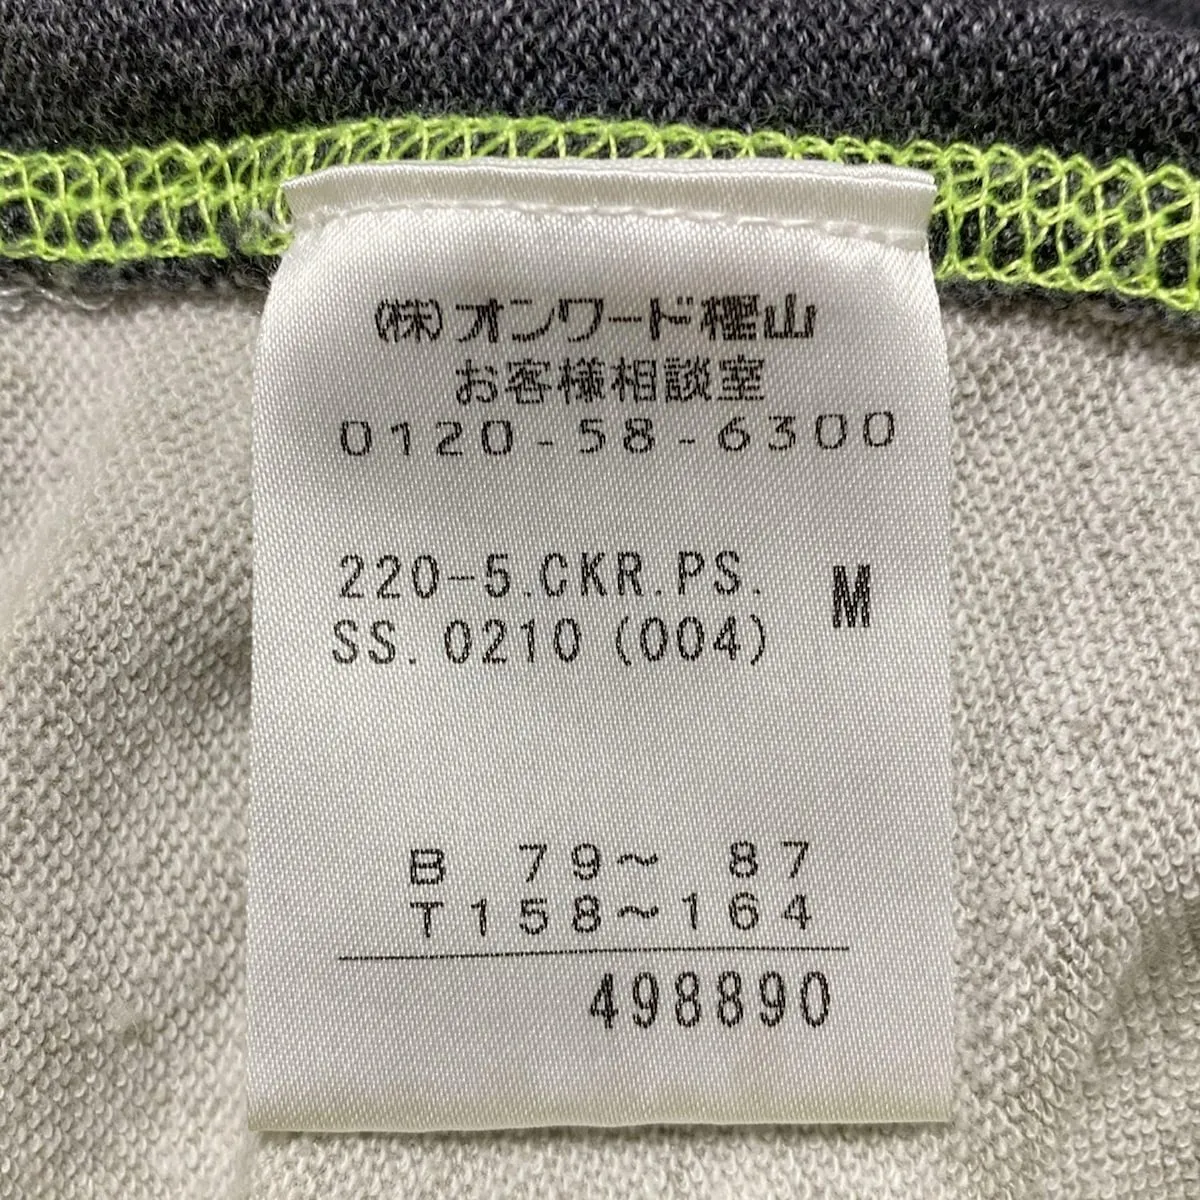 (株)オンワード樫山
お客様相談室
0120-58-6300
220-5.CKR.PS. M
SS.0210(004)
B 79～ 87
T158～164
498890